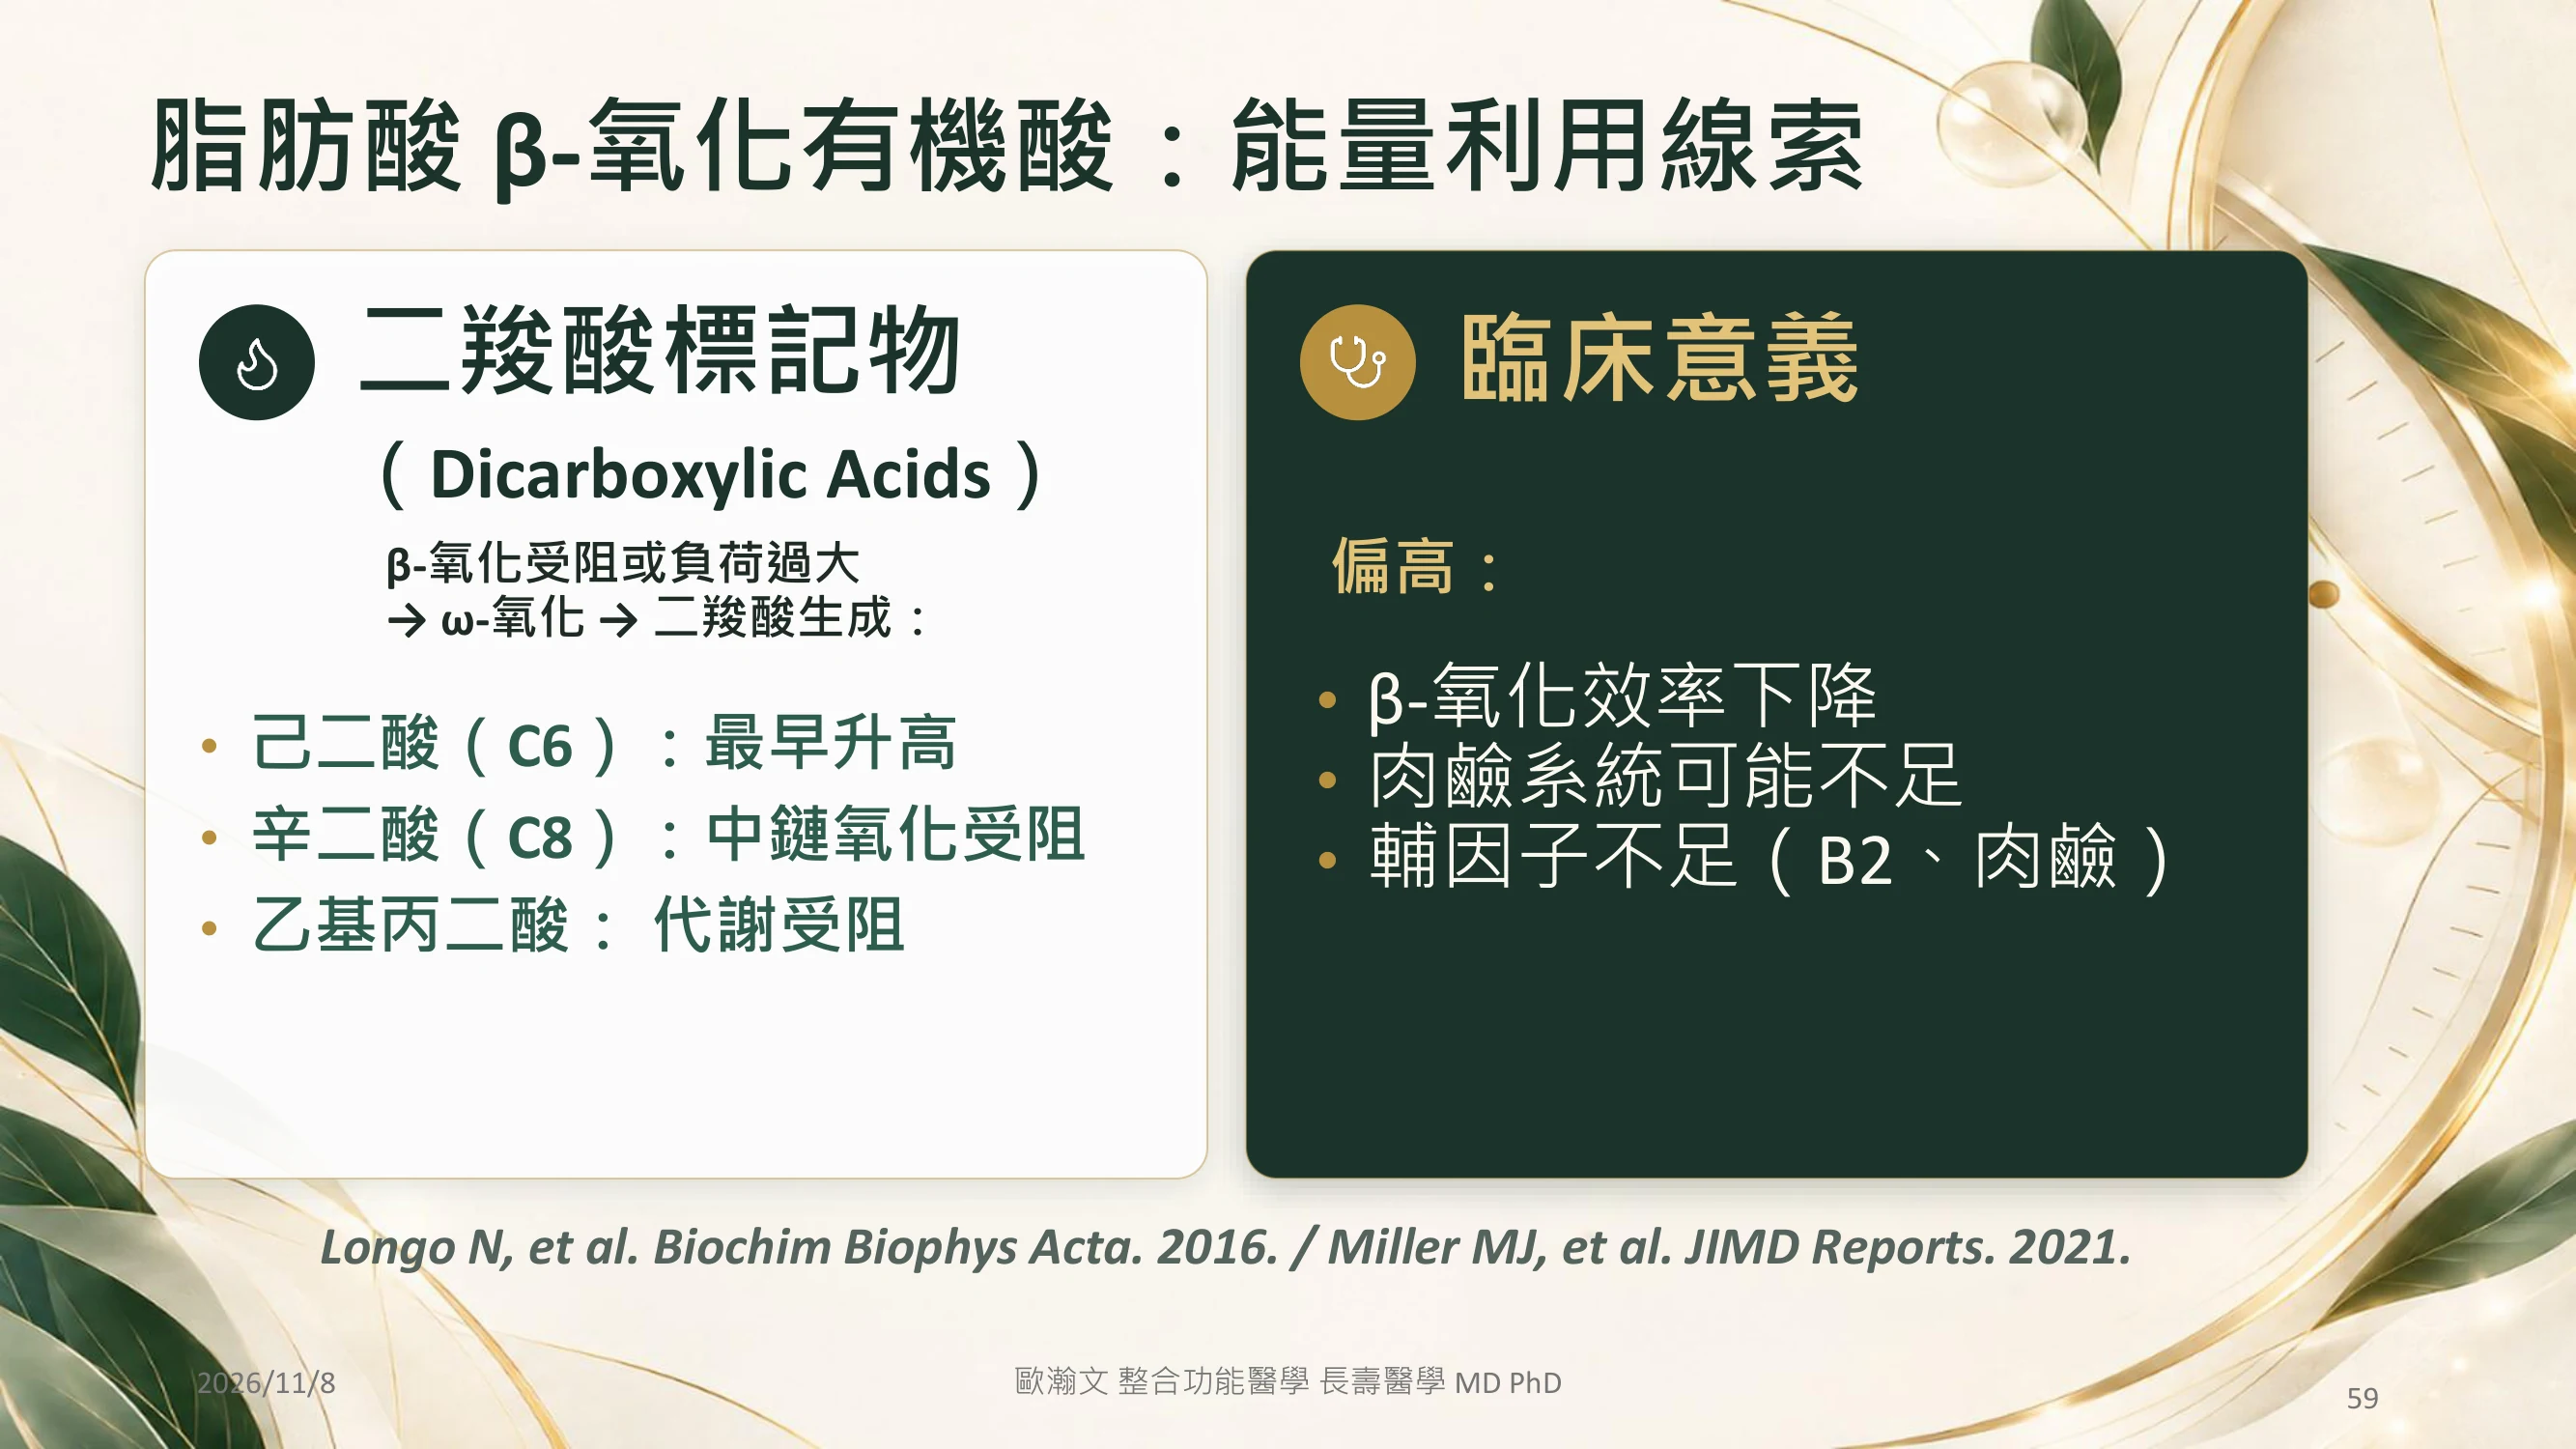 脂肪酸 β-氧化有機酸：能量利用線索
二羧酸標記物
（Dicarboxylic Acids）
β-氧化受阻或負荷過大
→ ω-氧化 → 二羧酸生成：
• 己二酸（C6）：最早升高
• 辛二酸（C8）：中鏈氧化受阻
• 乙基丙二酸： 代謝受阻
臨床意義
偏高：
• β-氧化效率下降
• 肉鹼系統可能不足
• 輔因子不足（B2、肉鹼）
Longo N, et al. Biochim Biophys Acta. 2016. / Miller MJ, et al. JIMD Reports. 2021.
2026/11/8
歐瀚文 整合功能醫學 長壽醫學 MD PhD
59